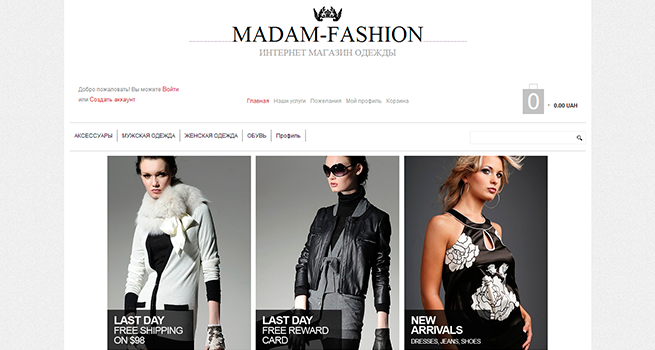 MADAM-FASHION
ИНТЕРНЕТ МАГАЗИН ОДЕЖДЫ
Добро пожаловать! Вы можете Войти
или Создать аккаунт
Главная Наши услуги Пожелания Мой профиль Корзина
0
0.00 UAH
АКСЕССУАРЫ МУЖСКАЯ ОДЕЖДА ЖЕНСКАЯ ОДЕЖДА ОБУВЬ Профиль
LAST DAY
FREE SHIPPING
ON $98
LAST DAY
FREE REWARD
CARD
NEW
ARRIVALS
DRESSES, JEANS, SHOES